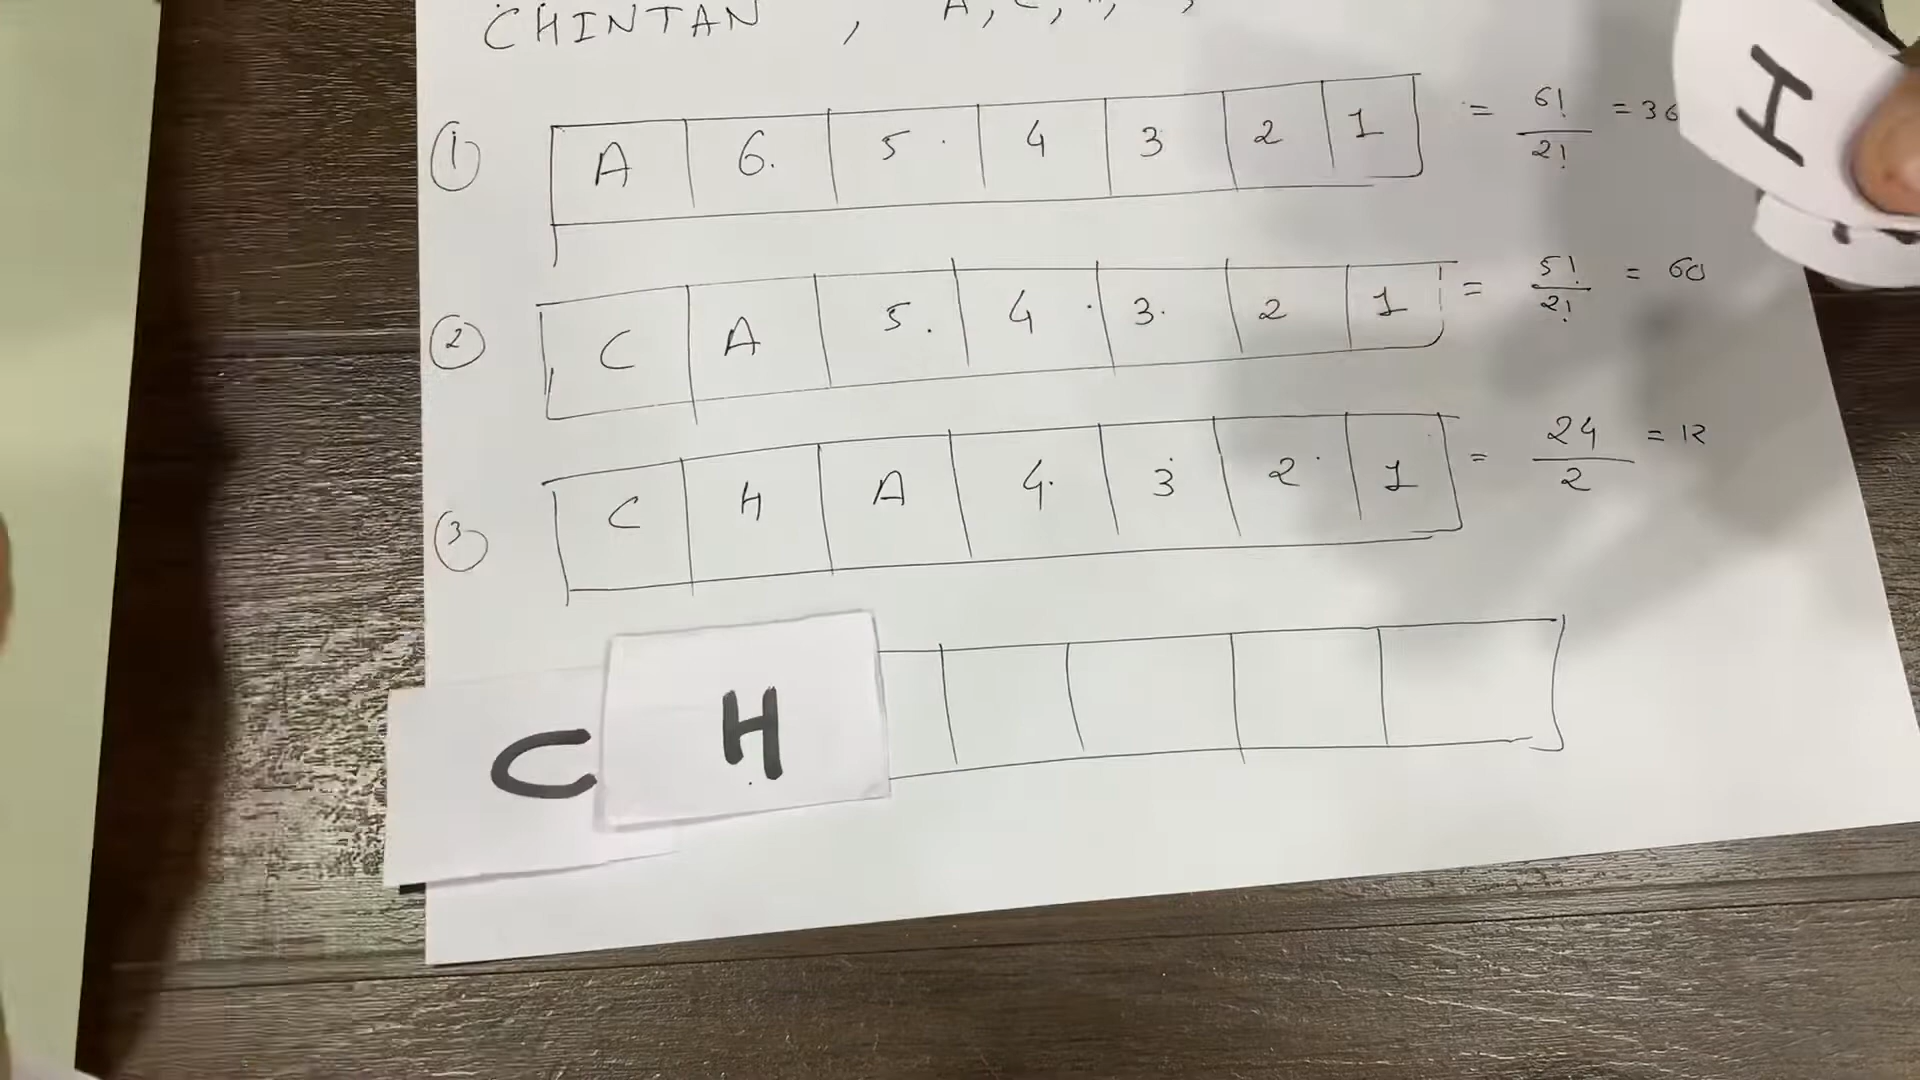 CHINTAN , A, C,
① A 6. 5. 4 3 2 1 = 6!/2! = 36
② C A 5. 4 3. 2 1 = 5!/2! = 60
③ C H A 4. 3 2 1 = 24/2 = 12
C H
H